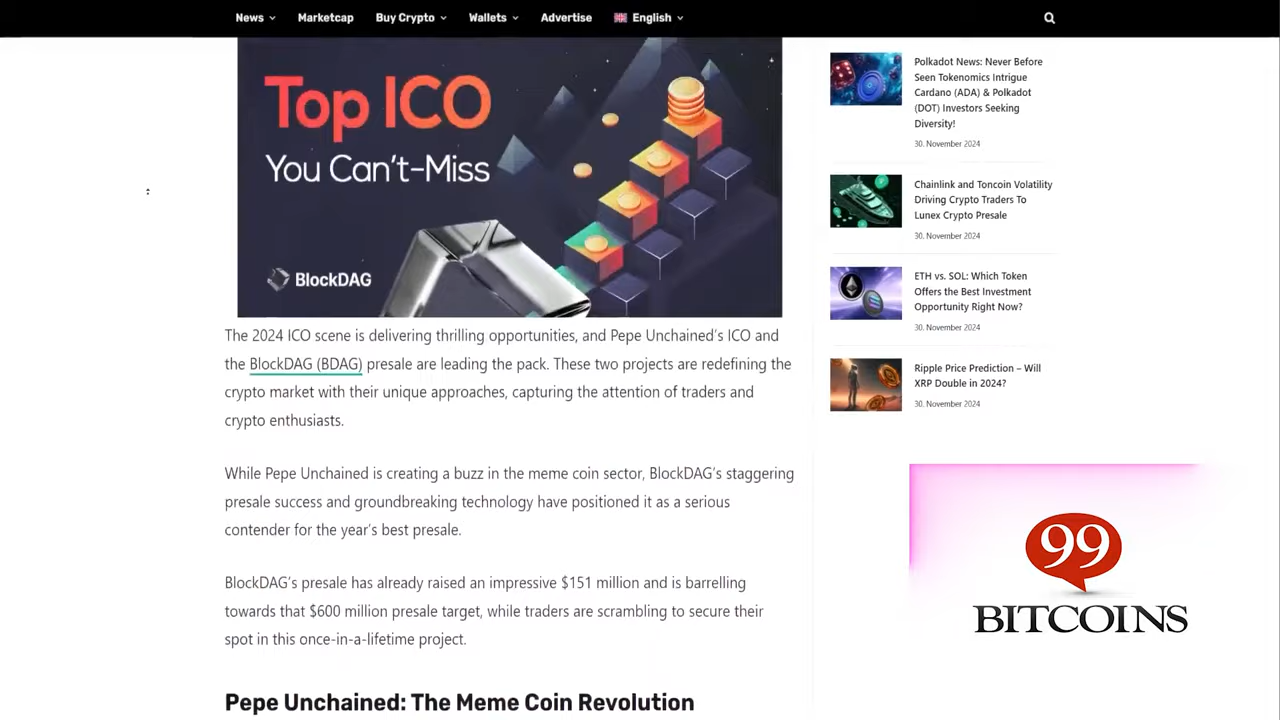 News
Marketcap
Buy Crypto
Wallets
Advertise
English
Top ICO
You Can't-Miss
BlockDAG
The 2024 ICO scene is delivering thrilling opportunities, and Pepe Unchained's ICO and
the BlockDAG (BDAG) presale are leading the pack. These two projects are redefining the
crypto market with their unique approaches, capturing the attention of traders and
crypto enthusiasts.
While Pepe Unchained is creating a buzz in the meme coin sector, BlockDAG's staggering
presale success and groundbreaking technology have positioned it as a serious
contender for the year's best presale.
BlockDAG's presale has already raised an impressive $151 million and is barrelling
towards that $600 million presale target, while traders are scrambling to secure their
spot in this once-in-a-lifetime project.
Pepe Unchained: The Meme Coin Revolution
Polkadot News: Never Before
Seen Tokenomics Intrigue
Cardano (ADA) & Polkadot
(DOT) Investors Seeking
Diversity!
30. November 2024
Chainlink and Toncoin Volatility
Driving Crypto Traders To
Lunex Crypto Presale
30. November 2024
ETH vs. SOL: Which Token
Offers the Best Investment
Opportunity Right Now?
30. November 2024
Ripple Price Prediction – Will
XRP Double in 2024?
30. November 2024
99
BITCOINS